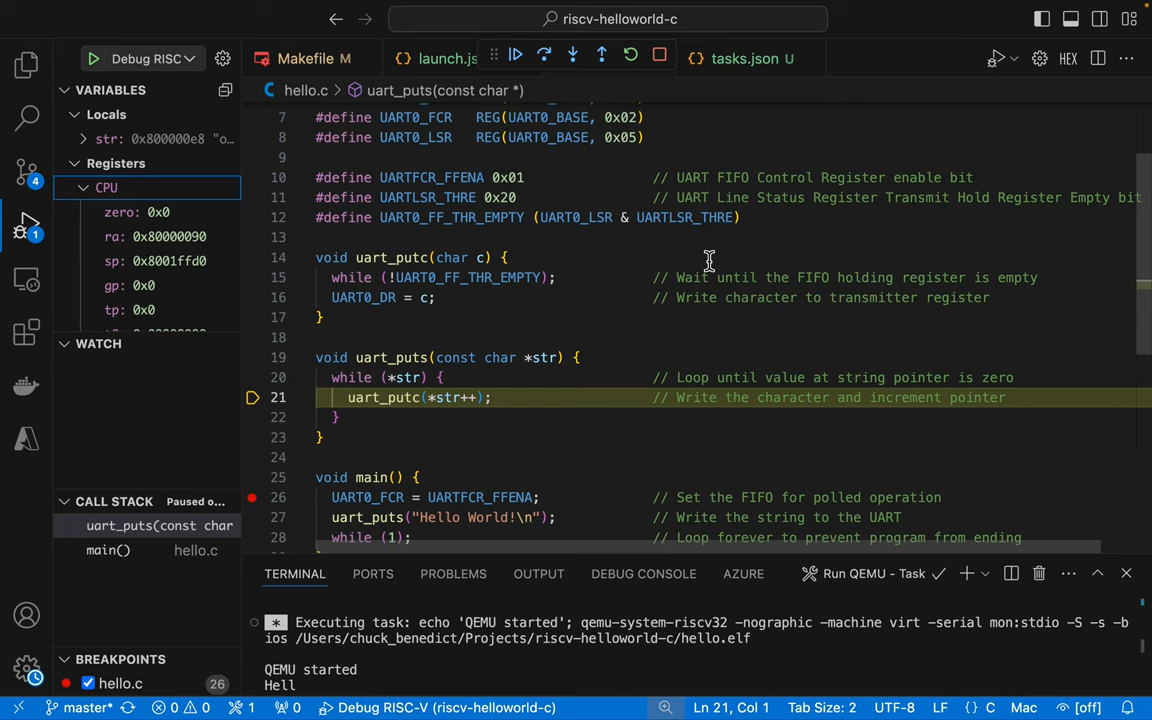 riscv-helloworld-c
Debug RISC
Makefile M
launch.js
tasks.json U
HEX
VARIABLES
hello.c
uart_puts(const char *)
Locals
str: 0x800000e8 "o…
Registers
CPU
zero: 0x0
ra: 0x80000090
sp: 0x8001ffd0
gp: 0x0
tp: 0x0
WATCH
CALL STACK Paused o...
uart_puts(const char
main() hello.c
BREAKPOINTS
hello.c 26
4
1
7 #define UART0_FCR REG(UART0_BASE, 0x02)
8 #define UART0_LSR REG(UART0_BASE, 0x05)
9
10 #define UARTFCR_FFENA 0x01 // UART FIFO Control Register enable bit
11 #define UARTLSR_THRE 0x20 // UART Line Status Register Transmit Hold Register Empty bit
12 #define UART0_FF_THR_EMPTY (UART0_LSR & UARTLSR_THRE)
13
14 void uart_putc(char c) {
15 while (!UART0_FF_THR_EMPTY); // Wait until the FIFO holding register is empty
16 UART0_DR = c; // Write character to transmitter register
17 }
18
19 void uart_puts(const char *str) {
20 while (*str) { // Loop until value at string pointer is zero
21 uart_putc(*str++); // Write the character and increment pointer
22 }
23 }
24
25 void main() {
26 UART0_FCR = UARTFCR_FFENA; // Set the FIFO for polled operation
27 uart_puts("Hello World!\n"); // Write the string to the UART
28 while (1); // Loop forever to prevent program from ending
TERMINAL PORTS PROBLEMS OUTPUT DEBUG CONSOLE AZURE
Run QEMU - Task
* Executing task: echo 'QEMU started'; qemu-system-riscv32 -nographic -machine virt -serial mon:stdio -S -s -b
ios /Users/chuck_benedict/Projects/riscv-helloworld-c/hello.elf
QEMU started
Hell
master* 0 0 1 0 Debug RISC-V (riscv-helloworld-c) Ln 21, Col 1 Tab Size: 2 UTF-8 LF {} C Mac [off]